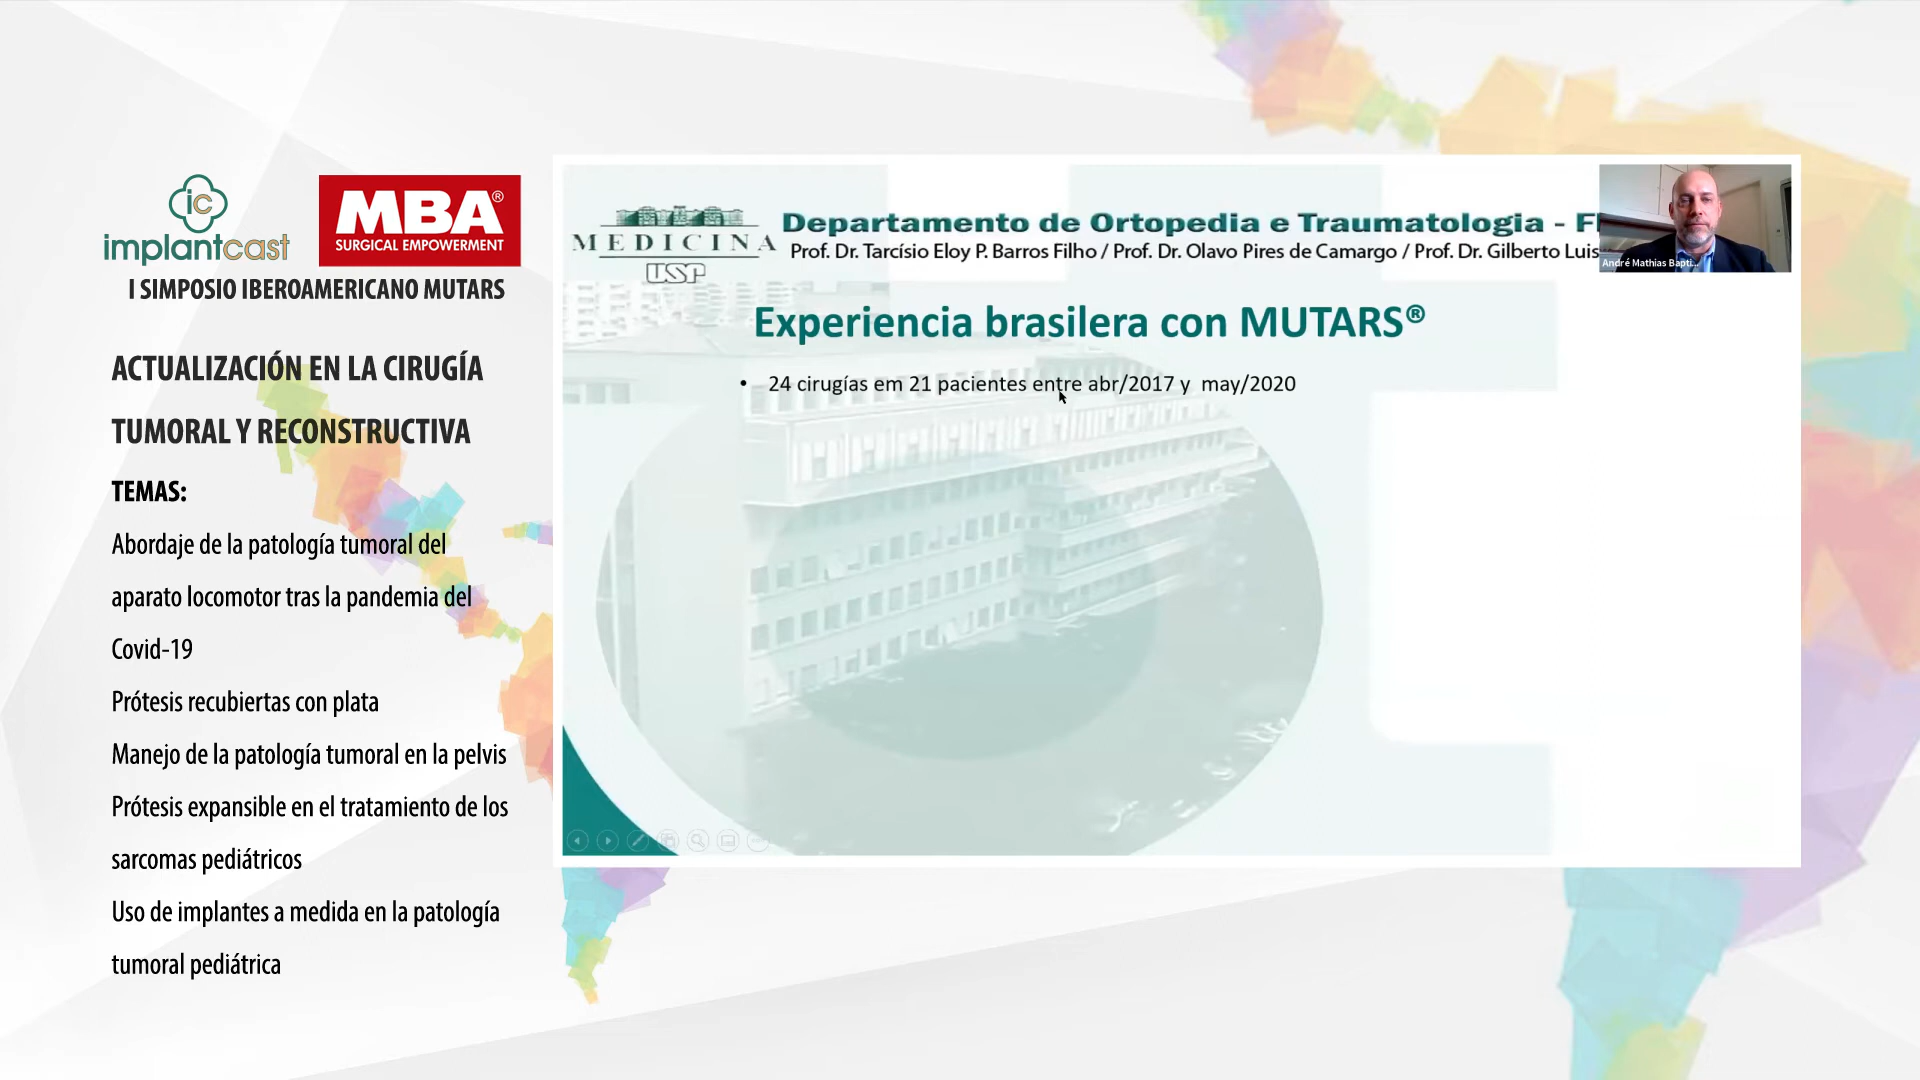 ic
implantcast
MBA®
SURGICAL EMPOWERMENT
I SIMPOSIO IBEROAMERICANO MUTARS
ACTUALIZACIÓN EN LA CIRUGÍA
TUMORAL Y RECONSTRUCTIVA
TEMAS:
Abordaje de la patología tumoral del
aparato locomotor tras la pandemia del
Covid-19
Prótesis recubiertas con plata
Manejo de la patología tumoral en la pelvis
Prótesis expansible en el tratamiento de los
sarcomas pediátricos
Uso de implantes a medida en la patología
tumoral pediátrica
MEDICINA
USP
Departamento de Ortopedia e Traumatologia -
Prof. Dr. Tarcísio Eloy P. Barros Filho / Prof. Dr. Olavo Pires de Camargo / Prof. Dr. Gilberto Luis
André Mathias Bapti...
Experiencia brasilera con MUTARS®
• 24 cirugías em 21 pacientes entre abr/2017 y may/2020